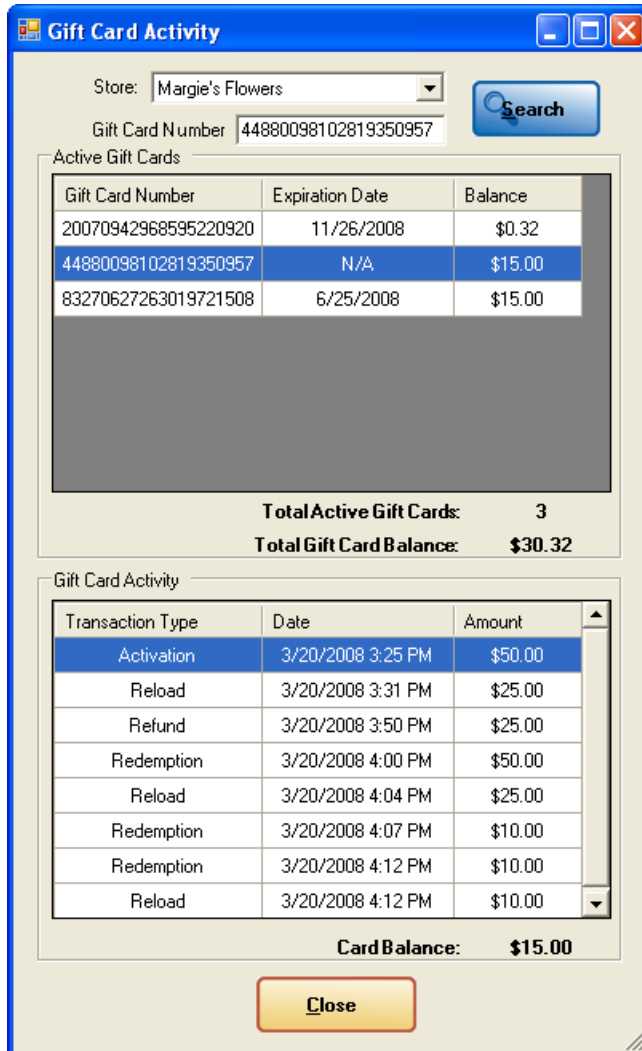 Gift Card Activity
Store: Margie's Flowers
Search
Gift Card Number 44880098102819350957
Active Gift Cards
Gift Card Number Expiration Date Balance
20070942968595220920 11/26/2008 $0.32
44880098102819350957 N/A $15.00
83270627263019721508 6/25/2008 $15.00
Total Active Gift Cards: 3
Total Gift Card Balance: $30.32
Gift Card Activity
Transaction Type Date Amount
Activation 3/20/2008 3:25 PM $50.00
Reload 3/20/2008 3:31 PM $25.00
Refund 3/20/2008 3:50 PM $25.00
Redemption 3/20/2008 4:00 PM $50.00
Reload 3/20/2008 4:04 PM $25.00
Redemption 3/20/2008 4:07 PM $10.00
Redemption 3/20/2008 4:12 PM $10.00
Reload 3/20/2008 4:12 PM $10.00
Card Balance: $15.00
Close